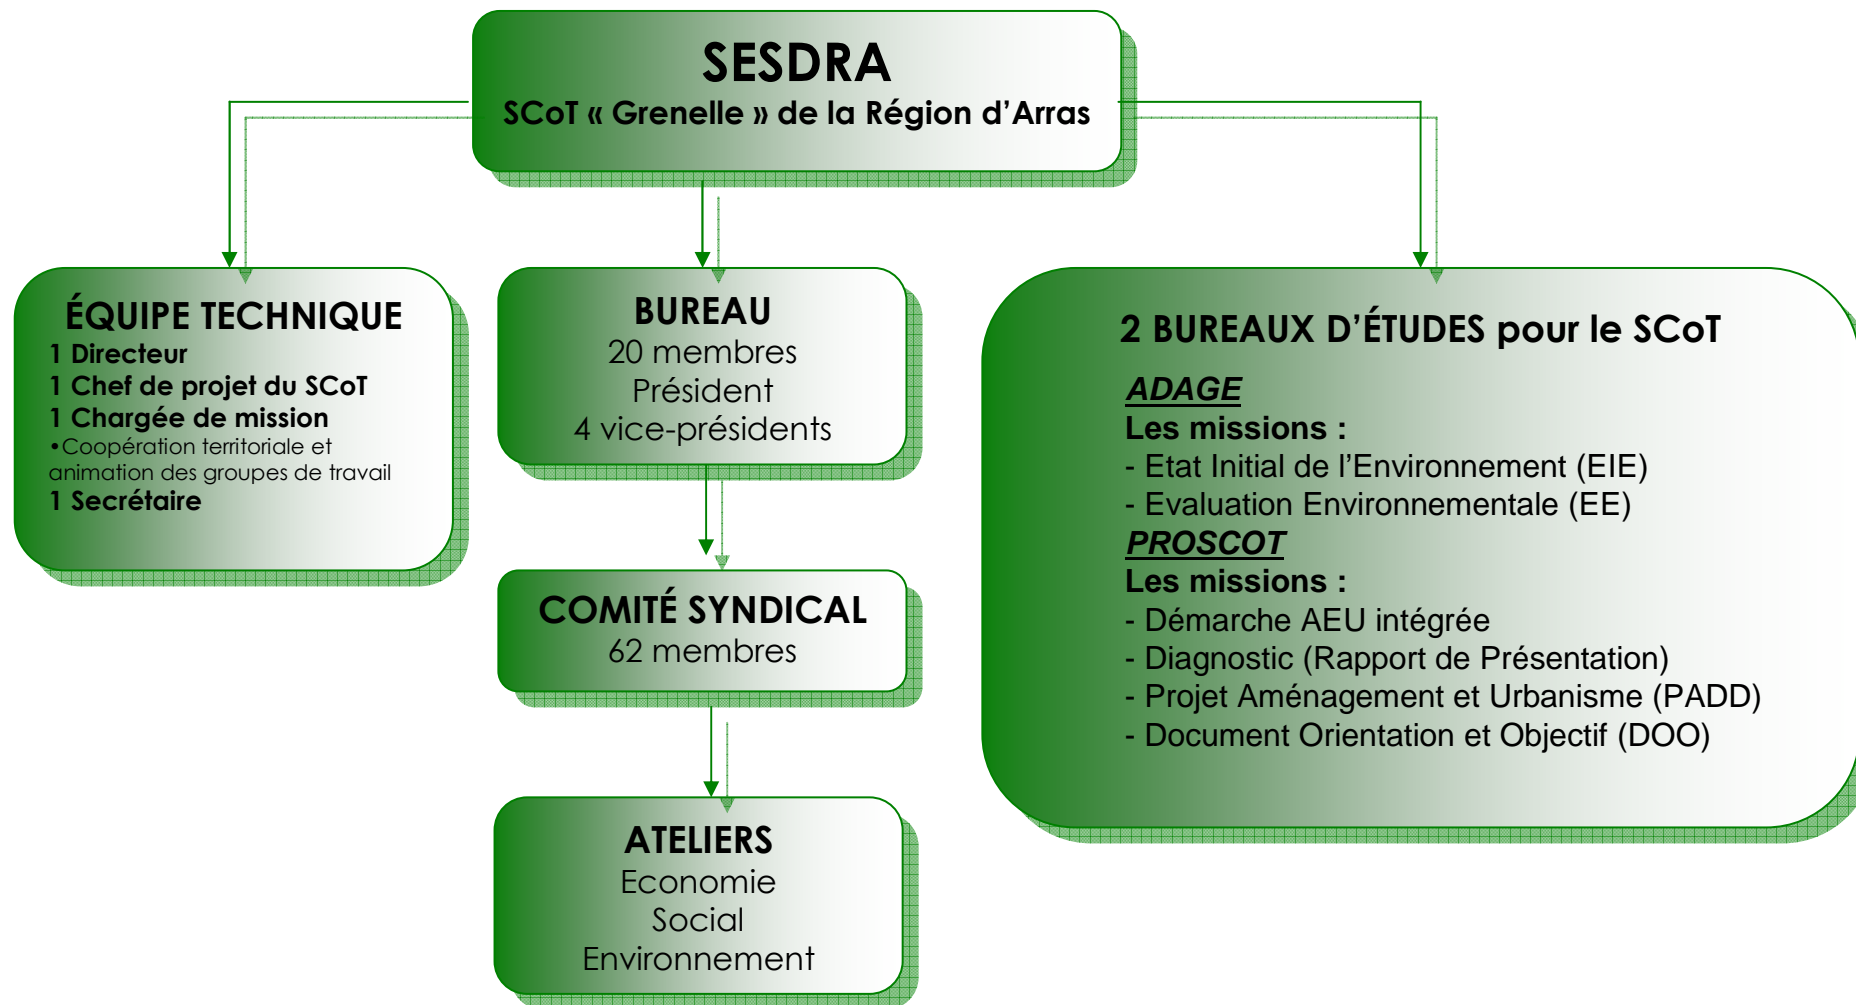 SESDRA
SCoT « Grenelle » de la Région d’Arras
ÉQUIPE TECHNIQUE
1 Directeur
1 Chef de projet du SCoT
1 Chargée de mission
•Coopération territoriale et
animation des groupes de travail
1 Secrétaire
BUREAU
20 membres
Président
4 vice-présidents
COMITÉ SYNDICAL
62 membres
ATELIERS
Economie
Social
Environnement
2 BUREAUX D’ÉTUDES pour le SCoT
ADAGE
Les missions :
- Etat Initial de l’Environnement (EIE)
- Evaluation Environnementale (EE)
PROSCOT
Les missions :
- Démarche AEU intégrée
- Diagnostic (Rapport de Présentation)
- Projet Aménagement et Urbanisme (PADD)
- Document Orientation et Objectif (DOO)